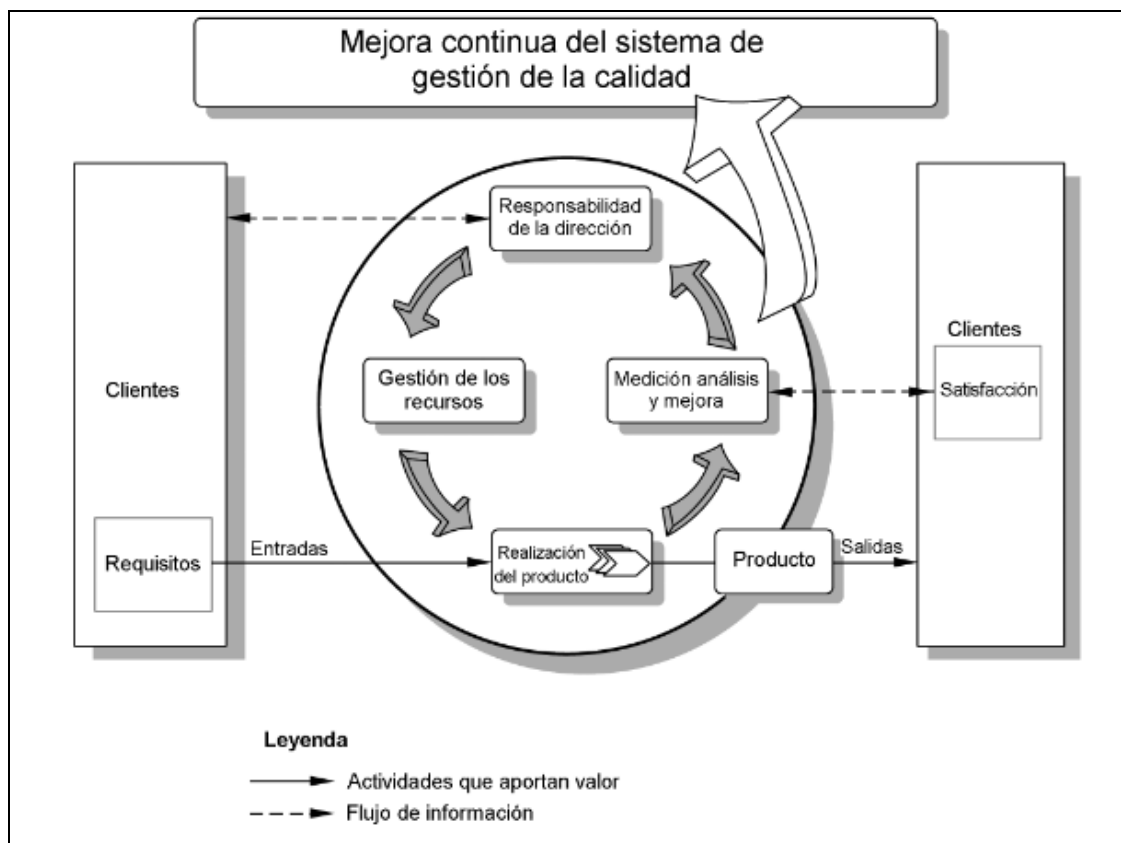 Mejora continua del sistema de
gestión de la calidad
Responsabilidad
de la dirección
Clientes
Gestión de los
recursos
Medición análisis
y mejora
Clientes
Satisfacción
Requisitos
Entradas
Realización
del producto
Producto
Salidas
Leyenda
Actividades que aportan valor
Flujo de información